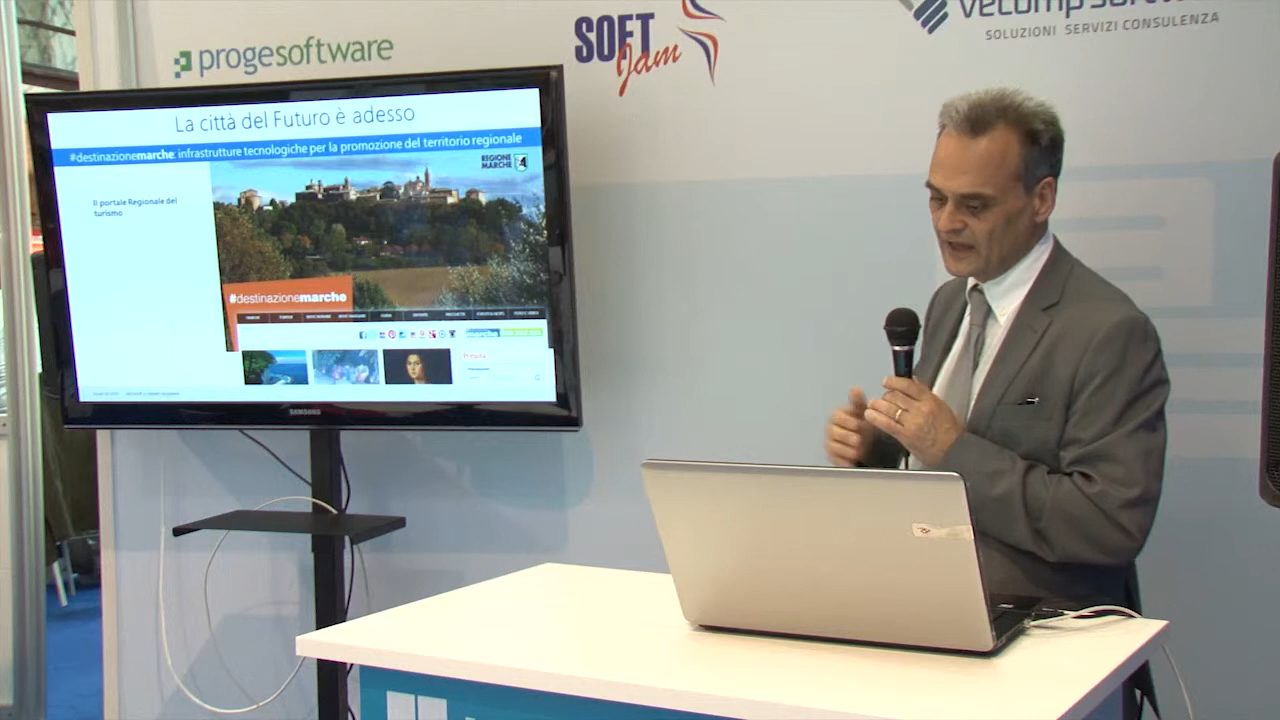 progesoftware
SOFT
Jam
vecomp
SOLUZIONI SERVIZI CONSULENZA
La città del Futuro è adesso
#destinazionemarche: infrastrutture tecnologiche per la promozione del territorio regionale
REGIONE
MARCHE
Il portale Regionale del
turismo
#destinazionemarche
SAMSUNG